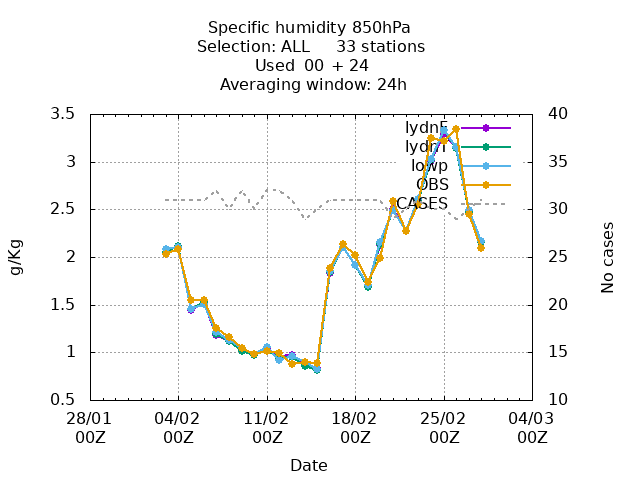 Specific humidity 850hPa
Selection: ALL 33 stations
Used 00 + 24
Averaging window: 24h
3.5 40
lydnF
3 35
lydnT
lowp
OBS
2.5 CASES 30
2 25
1.5 20
1 15
0.5 10
g/Kg
No cases
28/01 04/02 11/02 18/02 25/02 04/03
00Z 00Z 00Z 00Z 00Z 00Z
Date